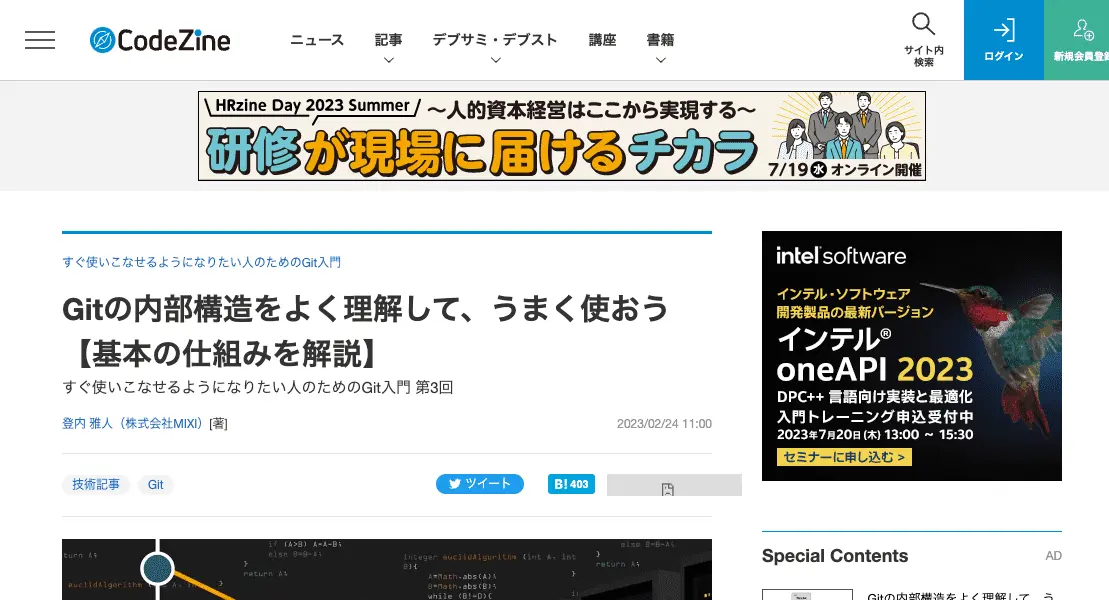 CodeZine
ニュース
記事
デブサミ・デブスト
講座
書籍
サイト内
検索
ログイン
新規会員登録
HRzine Day 2023 Summer
〜人的資本経営はここから実現する〜
研修が現場に届けるチカラ
7/19水 オンライン開催
すぐ使いこなせるようになりたい人のためのGit入門
Gitの内部構造をよく理解して、うまく使おう
【基本の仕組みを解説】
すぐ使いこなせるようになりたい人のためのGit入門 第3回
登内 雅人（株式会社MIXI）[著]
2023/02/24 11:00
技術記事
Git
ツイート
B! 403
intel software
インテル・ソフトウェア
開発製品の最新バージョン
インテル®
oneAPI 2023
DPC++ 言語向け実装と最適化
入門トレーニング申込受付中
2023年7月20日(木) 13:00 ～ 15:30
セミナーに申し込む >
Special Contents
AD
Gitの内部構造をよく理解して、う
if (A>B) A=A-B;
else B=B-A;
}
return A;